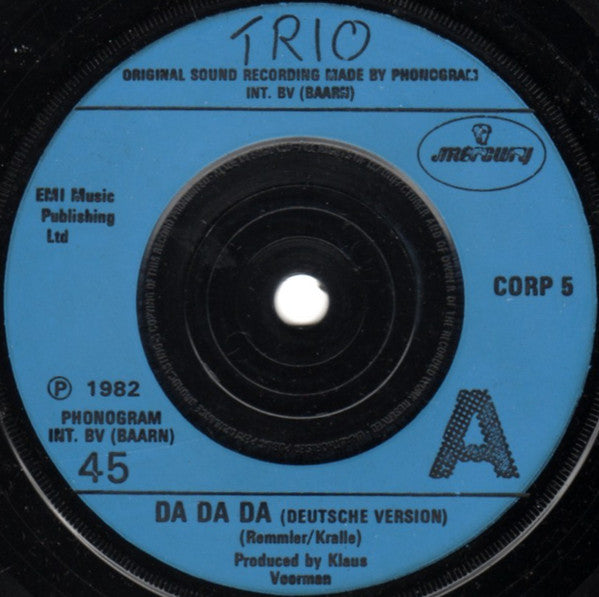 TRIO
ORIGINAL SOUND RECORDING MADE BY PHONOGRAM
INT. BV (BAARN)
mercury
EMI Music
Publishing
Ltd
CORP 5
Ⓟ 1982
PHONOGRAM
INT. BV (BAARN)
45
A
DA DA DA (DEUTSCHE VERSION)
(Remmler/Kralle)
Produced by Klaus
Voorman